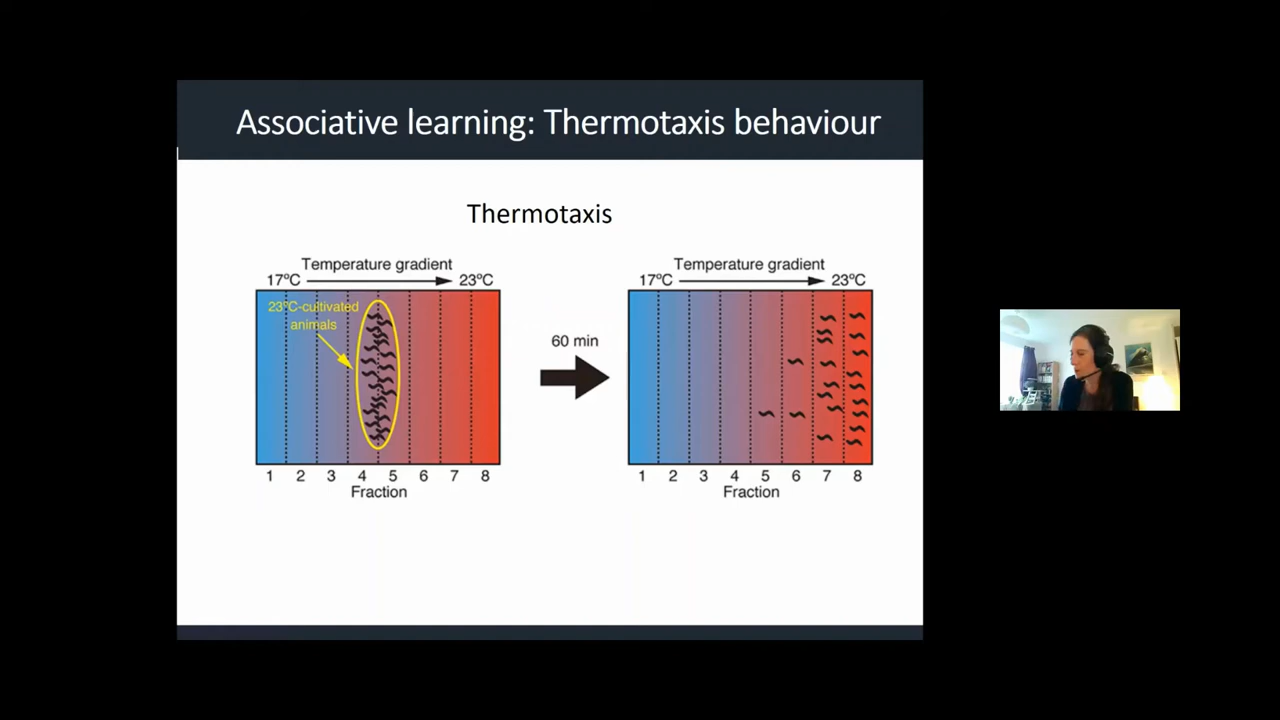 Associative learning: Thermotaxis behaviour
Thermotaxis
Temperature gradient
17ºC
23ºC
23ºC-cultivated
animals
1 2 3 4 5 6 7 8
Fraction
60 min
Temperature gradient
17ºC
23ºC
1 2 3 4 5 6 7 8
Fraction